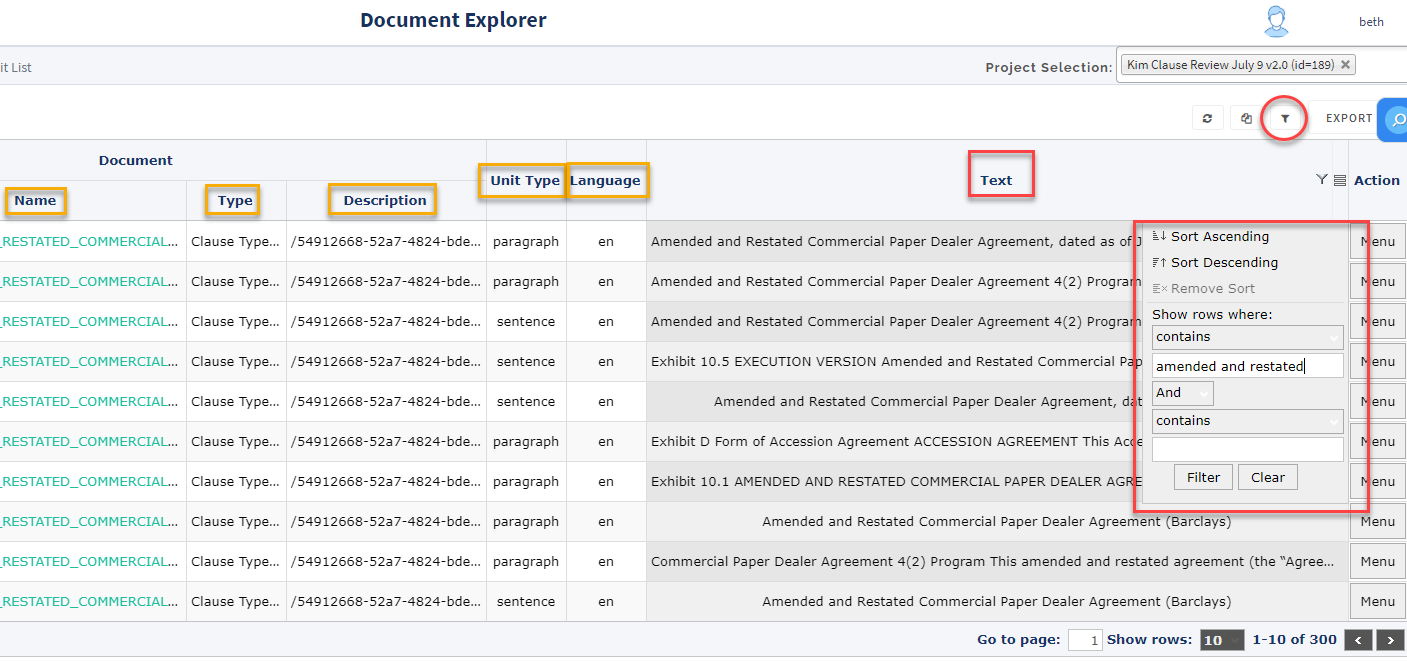 Document Explorer
beth
it List
Project Selection: Kim Clause Review July 9 v2.0 (id=189)
EXPORT
Document
Name Type Description Unit Type Language Text Action
_RESTATED_COMMERCIAL... Clause Type... /54912668-52a7-4824-bde... paragraph en Amended and Restated Commercial Paper Dealer Agreement, dated as of J Menu
_RESTATED_COMMERCIAL... Clause Type... /54912668-52a7-4824-bde... paragraph en Amended and Restated Commercial Paper Dealer Agreement 4(2) Program Menu
_RESTATED_COMMERCIAL... Clause Type... /54912668-52a7-4824-bde... sentence en Amended and Restated Commercial Paper Dealer Agreement 4(2) Program Menu
_RESTATED_COMMERCIAL... Clause Type... /54912668-52a7-4824-bde... sentence en Exhibit 10.5 EXECUTION VERSION Amended and Restated Commercial Pap Menu
_RESTATED_COMMERCIAL... Clause Type... /54912668-52a7-4824-bde... sentence en Amended and Restated Commercial Paper Dealer Agreement, dat Menu
_RESTATED_COMMERCIAL... Clause Type... /54912668-52a7-4824-bde... paragraph en Exhibit D Form of Accession Agreement ACCESSION AGREEMENT This Acce Menu
_RESTATED_COMMERCIAL... Clause Type... /54912668-52a7-4824-bde... paragraph en Exhibit 10.1 AMENDED AND RESTATED COMMERCIAL PAPER DEALER AGRE Menu
_RESTATED_COMMERCIAL... Clause Type... /54912668-52a7-4824-bde... paragraph en Amended and Restated Commercial Paper Dealer Agreement (Barclays) Menu
_RESTATED_COMMERCIAL... Clause Type... /54912668-52a7-4824-bde... paragraph en Commercial Paper Dealer Agreement 4(2) Program This amended and restated agreement (the “Agree... Menu
_RESTATED_COMMERCIAL... Clause Type... /54912668-52a7-4824-bde... sentence en Amended and Restated Commercial Paper Dealer Agreement (Barclays) Menu
Sort Ascending
Sort Descending
Remove Sort
Show rows where:
contains
amended and restated
And
contains
Filter Clear
Go to page: 1 Show rows: 10 1-10 of 300 < >